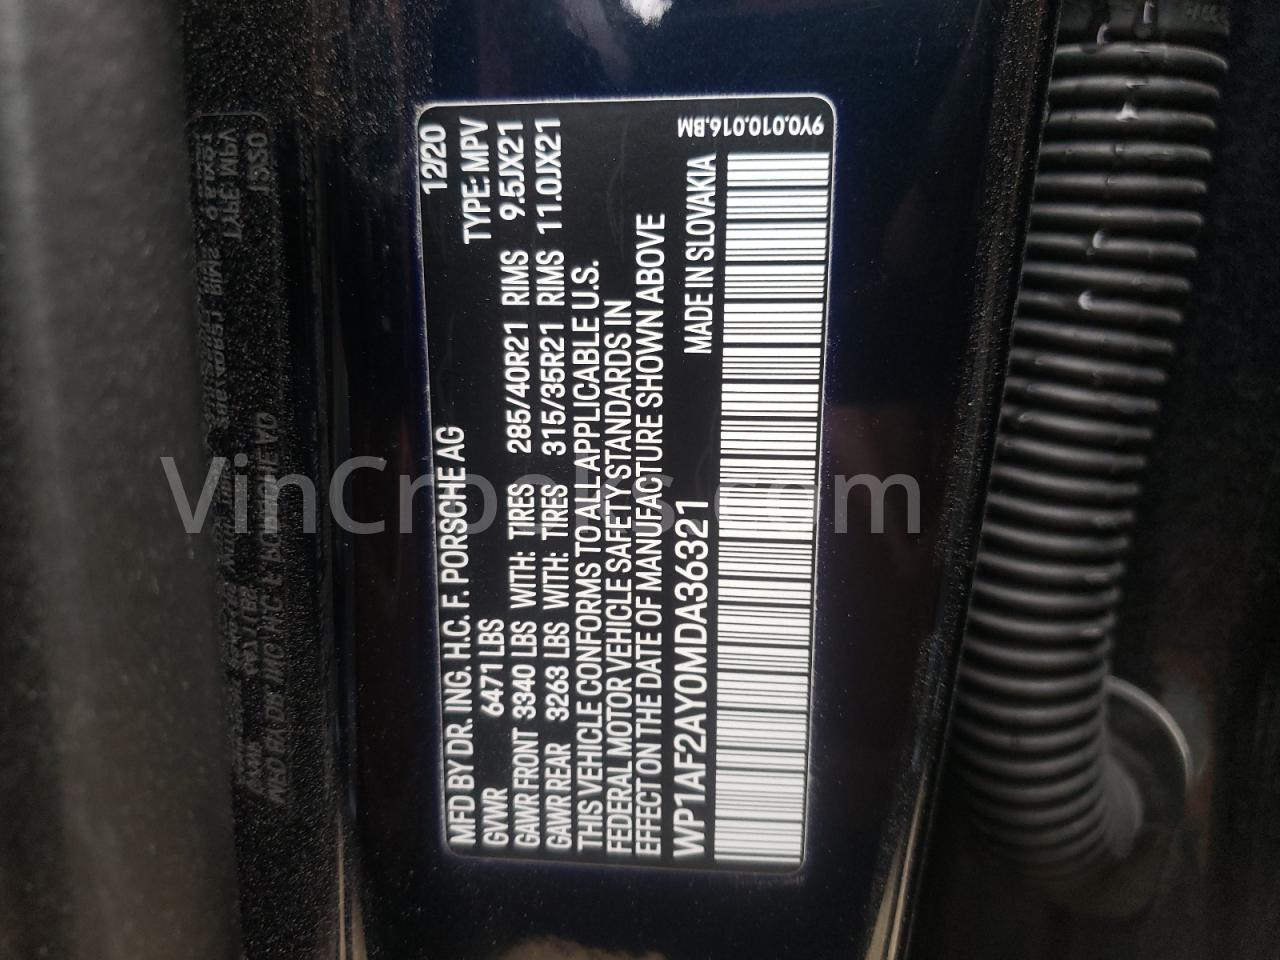 MFD BY DR. ING. H.C. F. PORSCHE AG 12/20
GVWR 6471 LBS TYPE: MPV
GAWR FRONT 3340 LBS WITH: TIRES 285/40R21 RIMS 9.5JX21
GAWR REAR 3263 LBS WITH: TIRES 315/35R21 RIMS 11.0JX21
THIS VEHICLE CONFORMS TO ALL APPLICABLE U.S.
FEDERAL MOTOR VEHICLE SAFETY STANDARDS IN
EFFECT ON THE DATE OF MANUFACTURE SHOWN ABOVE
WP1AF2AY0MDA36321 MADE IN SLOVAKIA
9Y0.010.016.BM
VinCracks.com